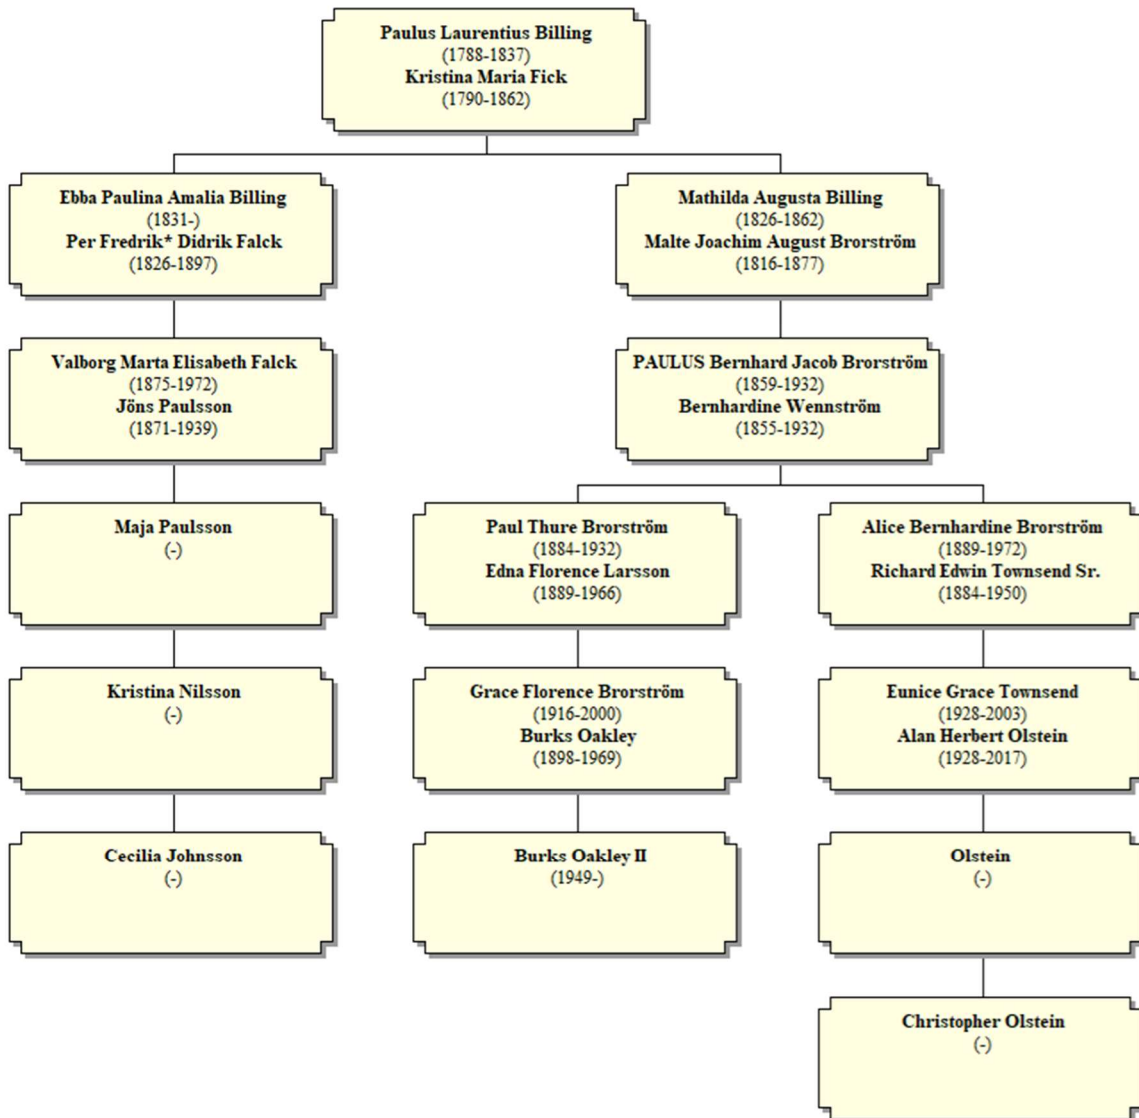 Paulus Laurentius Billing
(1788-1837)
Kristina Maria Fick
(1790-1862)
Ebba Paulina Amalia Billing
(1831-)
Per Fredrik* Didrik Falck
(1826-1897)
Mathilda Augusta Billing
(1826-1862)
Malte Joachim August Brorström
(1816-1877)
Valborg Marta Elisabeth Falck
(1875-1972)
Jöns Paulsson
(1871-1939)
PAULUS Bernhard Jacob Brorström
(1859-1932)
Bernhardine Wennström
(1855-1932)
Maja Paulsson
(-)
Paul Thure Brorström
(1884-1932)
Edna Florence Larsson
(1889-1966)
Alice Bernhardine Brorström
(1889-1972)
Richard Edwin Townsend Sr.
(1884-1950)
Kristina Nilsson
(-)
Grace Florence Brorström
(1916-2000)
Burks Oakley
(1898-1969)
Eunice Grace Townsend
(1928-2003)
Alan Herbert Olstein
(1928-2017)
Cecilia Johnsson
(-)
Burks Oakley II
(1949-)
Olstein
(-)
Christopher Olstein
(-)